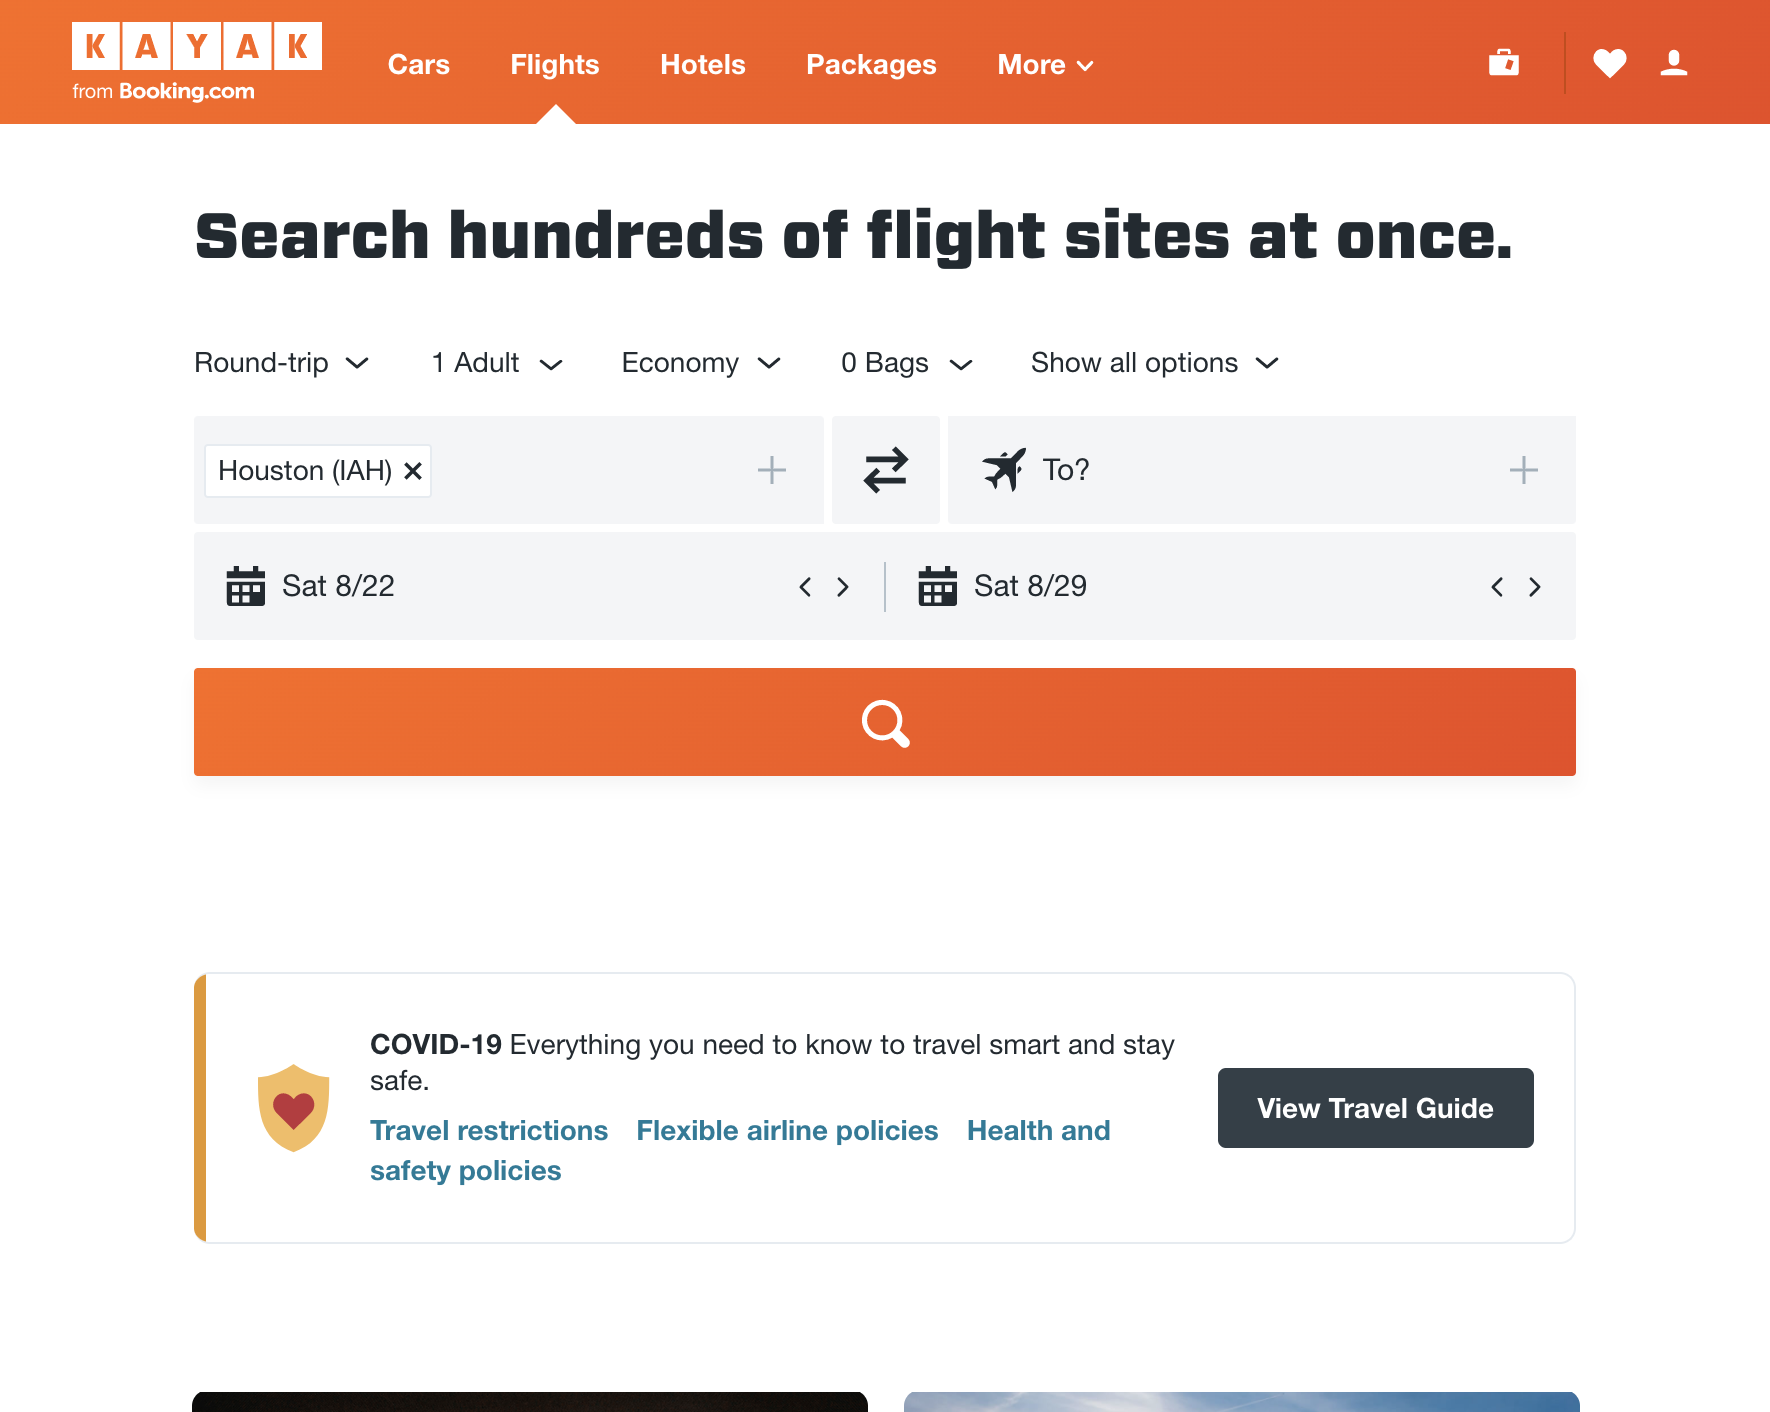 KAYAK
from Booking.com
Cars Flights Hotels Packages More
Search hundreds of flight sites at once.
Round-trip 1 Adult Economy 0 Bags Show all options
Houston (IAH) To?
Sat 8/22 Sat 8/29
COVID-19 Everything you need to know to travel smart and stay
safe.
Travel restrictions Flexible airline policies Health and
safety policies
View Travel Guide